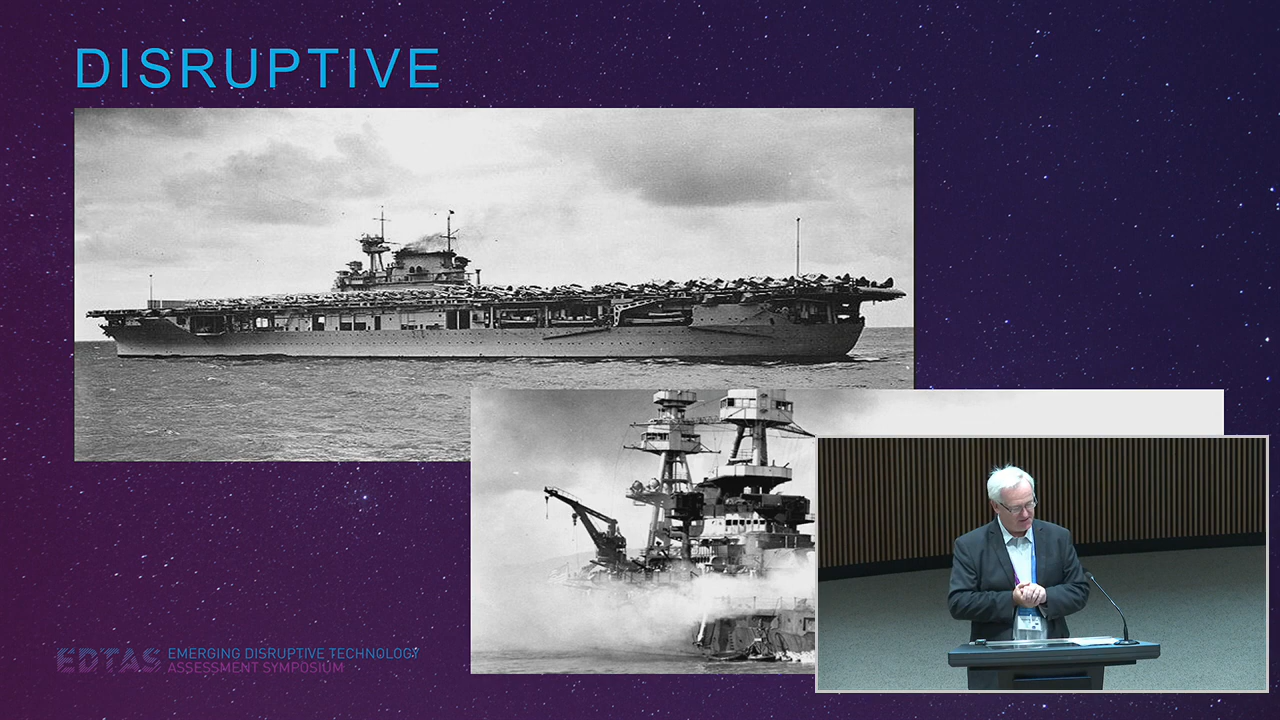 DISRUPTIVE
EDTAS EMERGING DISRUPTIVE TECHNOLOGY
ASSESSMENT SYMPOSIUM